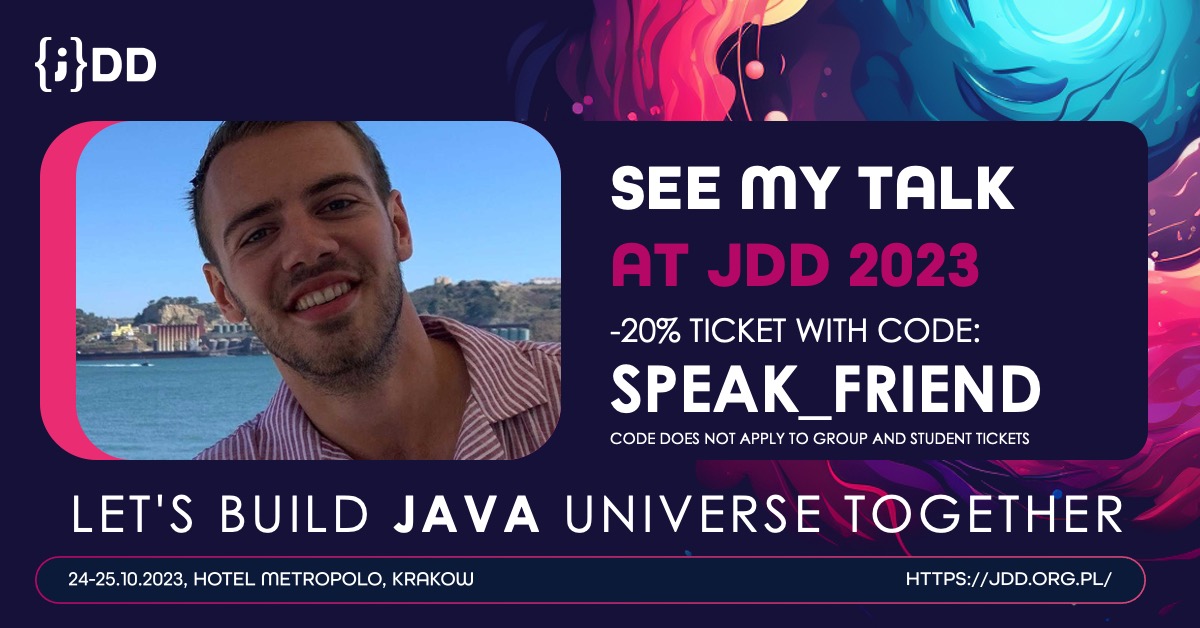 {j}DD
SEE MY TALK
AT JDD 2023
-20% TICKET WITH CODE:
SPEAK_FRIEND
CODE DOES NOT APPLY TO GROUP AND STUDENT TICKETS
LET'S BUILD JAVA UNIVERSE TOGETHER
24-25.10.2023, HOTEL METROPOLO, KRAKOW
HTTPS://JDD.ORG.PL/